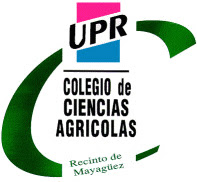 UPR
COLEGIO de
CIENCIAS
AGRICOLAS
Recinto de
Mayagüez